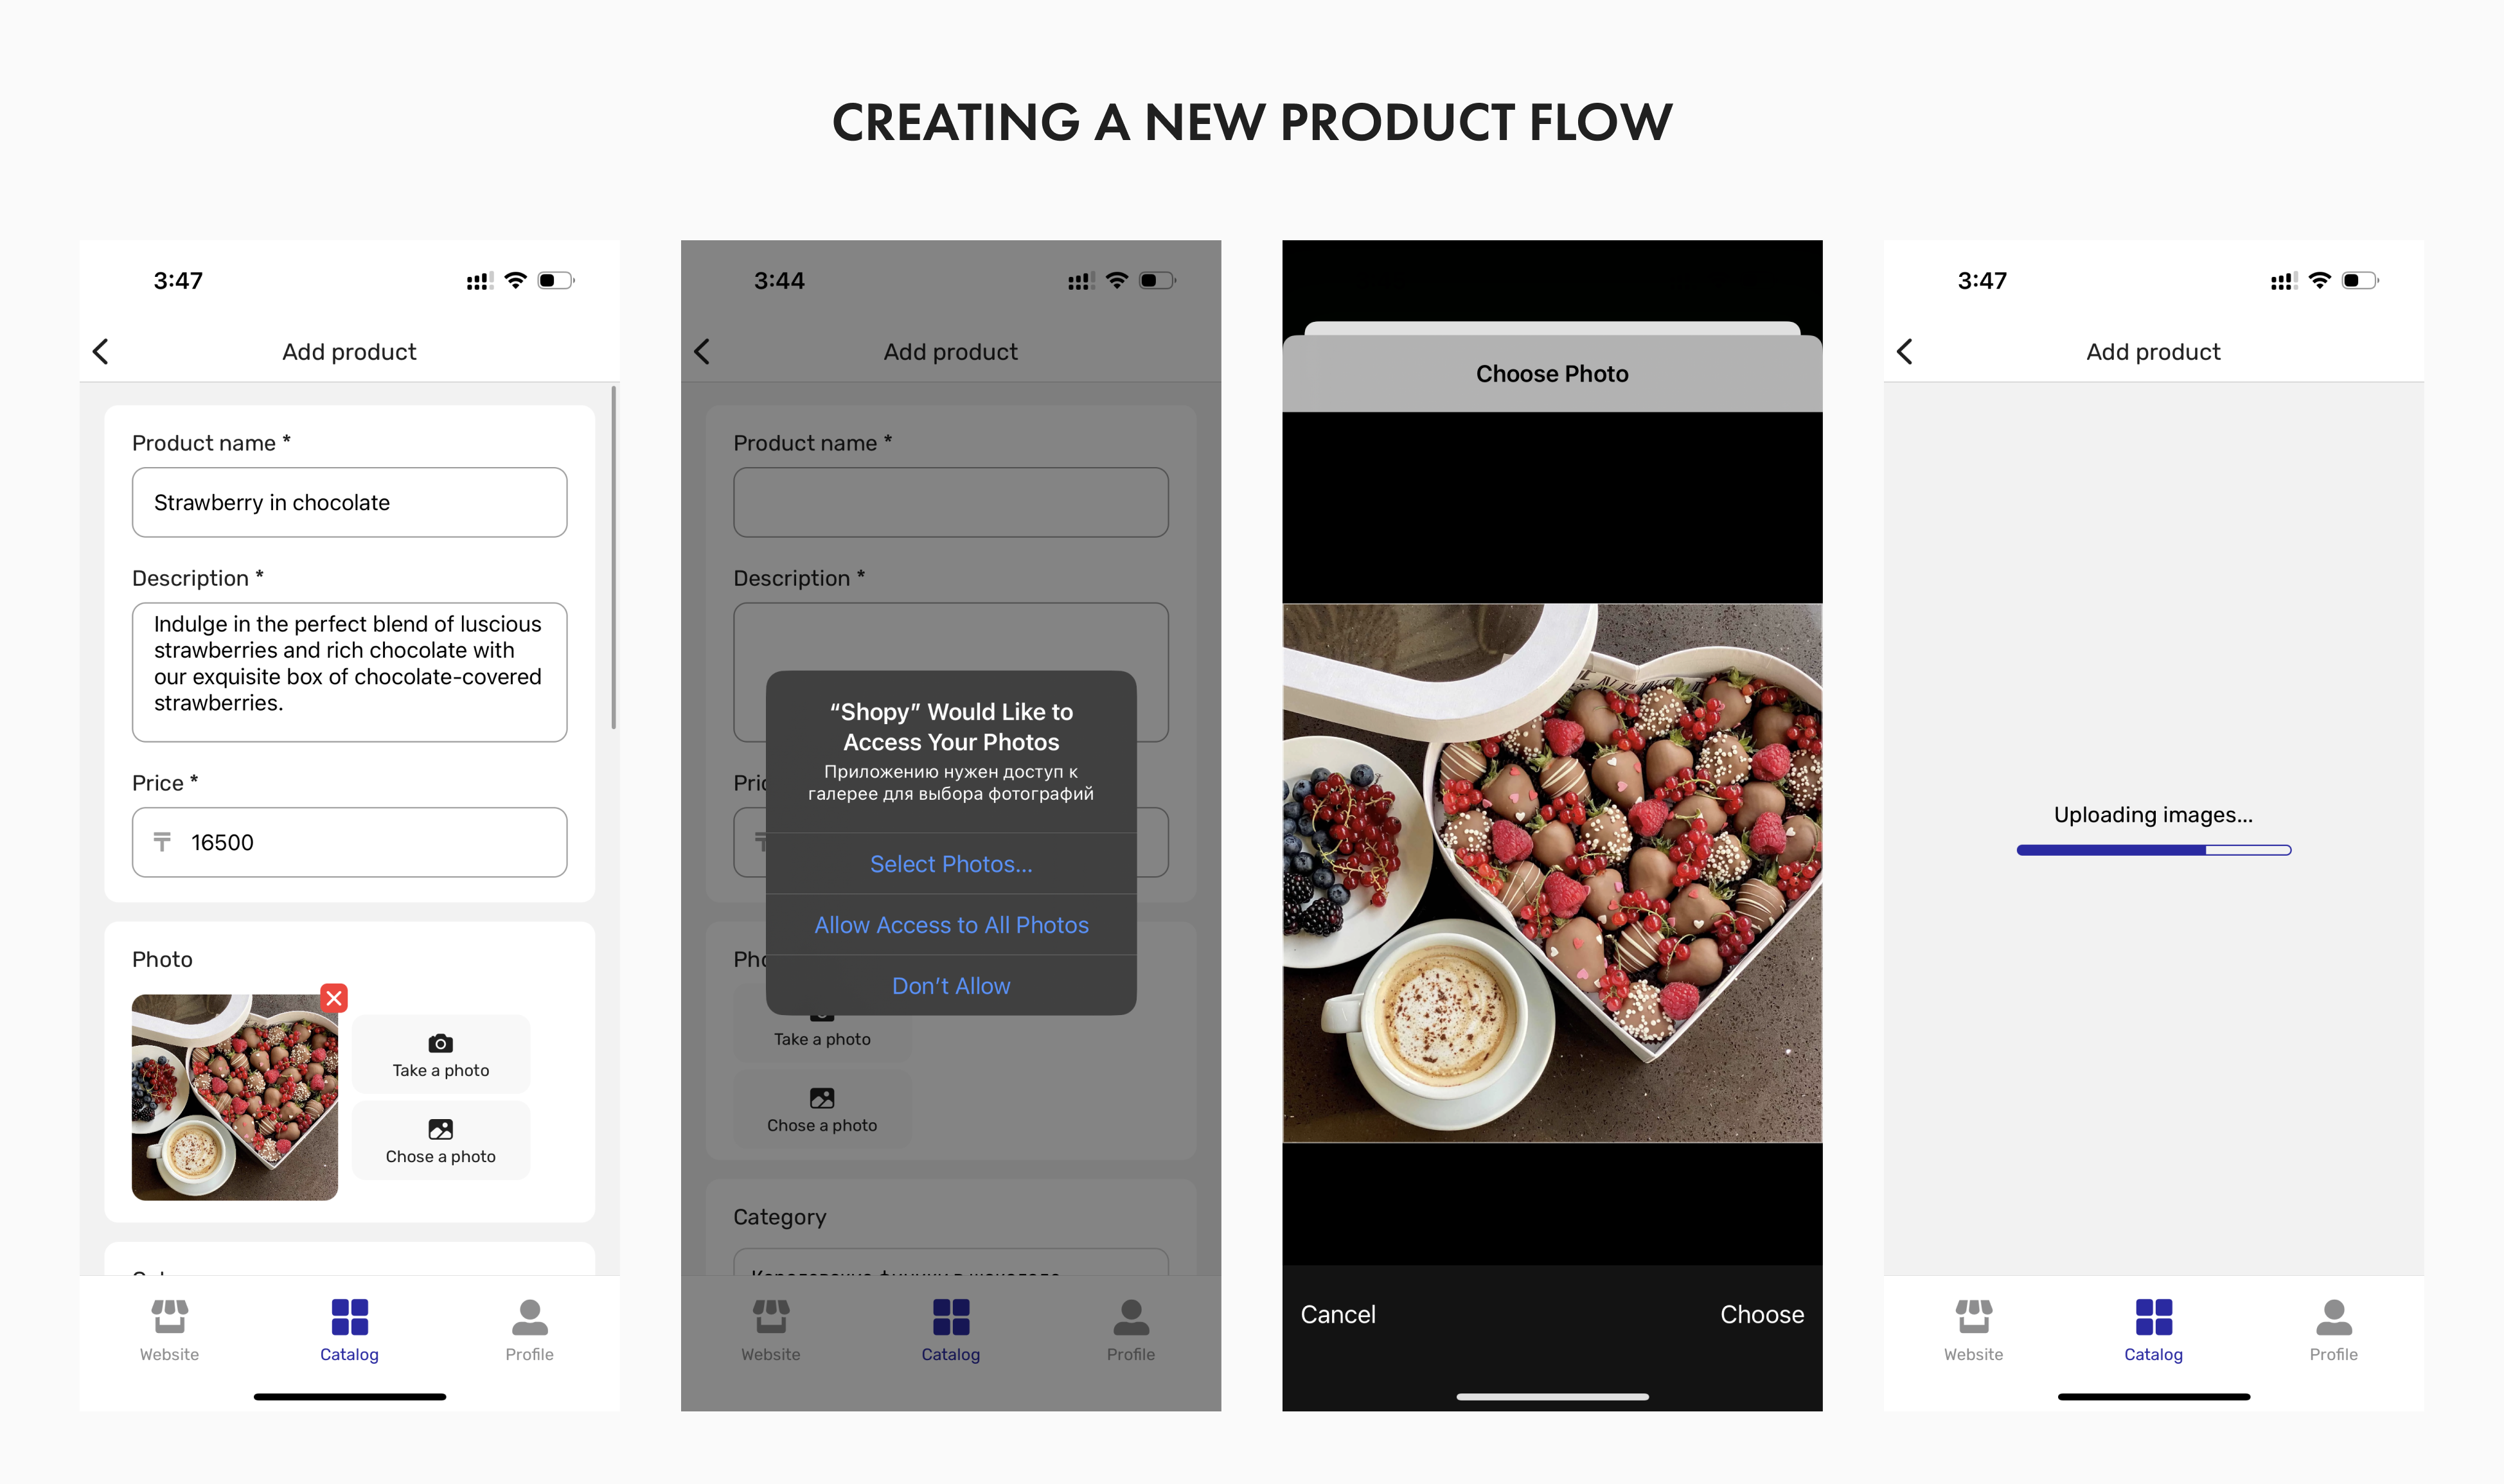 CREATING A NEW PRODUCT FLOW
3:47
Add product
Product name *
Strawberry in chocolate
Description *
Indulge in the perfect blend of luscious
strawberries and rich chocolate with
our exquisite box of chocolate-covered
strawberries.
Price *
₸ 16500
Photo
Take a photo
Chose a photo
Website
Catalog
Profile
3:44
Add product
Product name *
Description *
“Shopy” Would Like to
Access Your Photos
Приложению нужен доступ к
галерее для выбора фотографий
Select Photos...
Allow Access to All Photos
Don’t Allow
Take a photo
Chose a photo
Category
Website
Catalog
Profile
Choose Photo
Cancel
Choose
3:47
Add product
Uploading images...
Website
Catalog
Profile